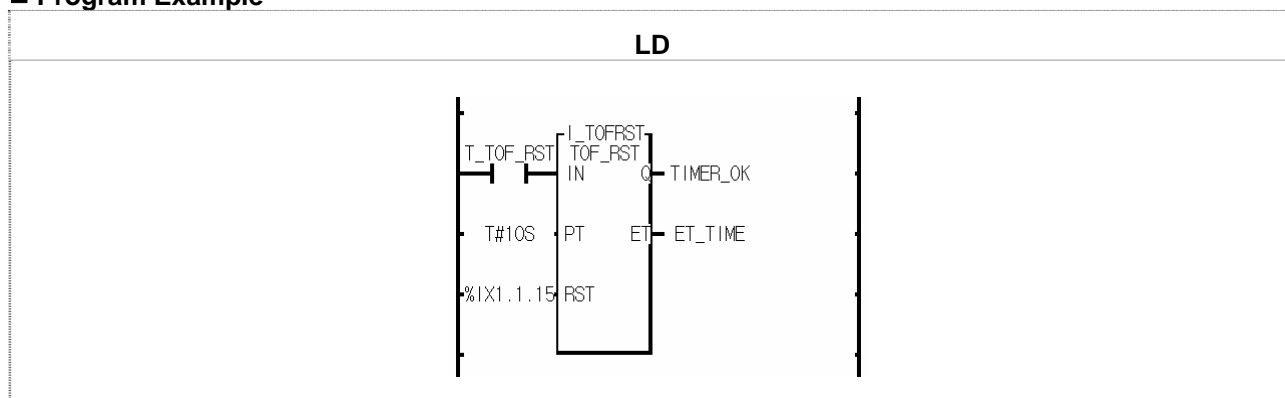 ■ Program Example
LD
I_TOFRST
T_TOF_RST TOF_RST
IN Q TIMER_OK
T#10S PT ET ET_TIME
%IX1.1.15 RST